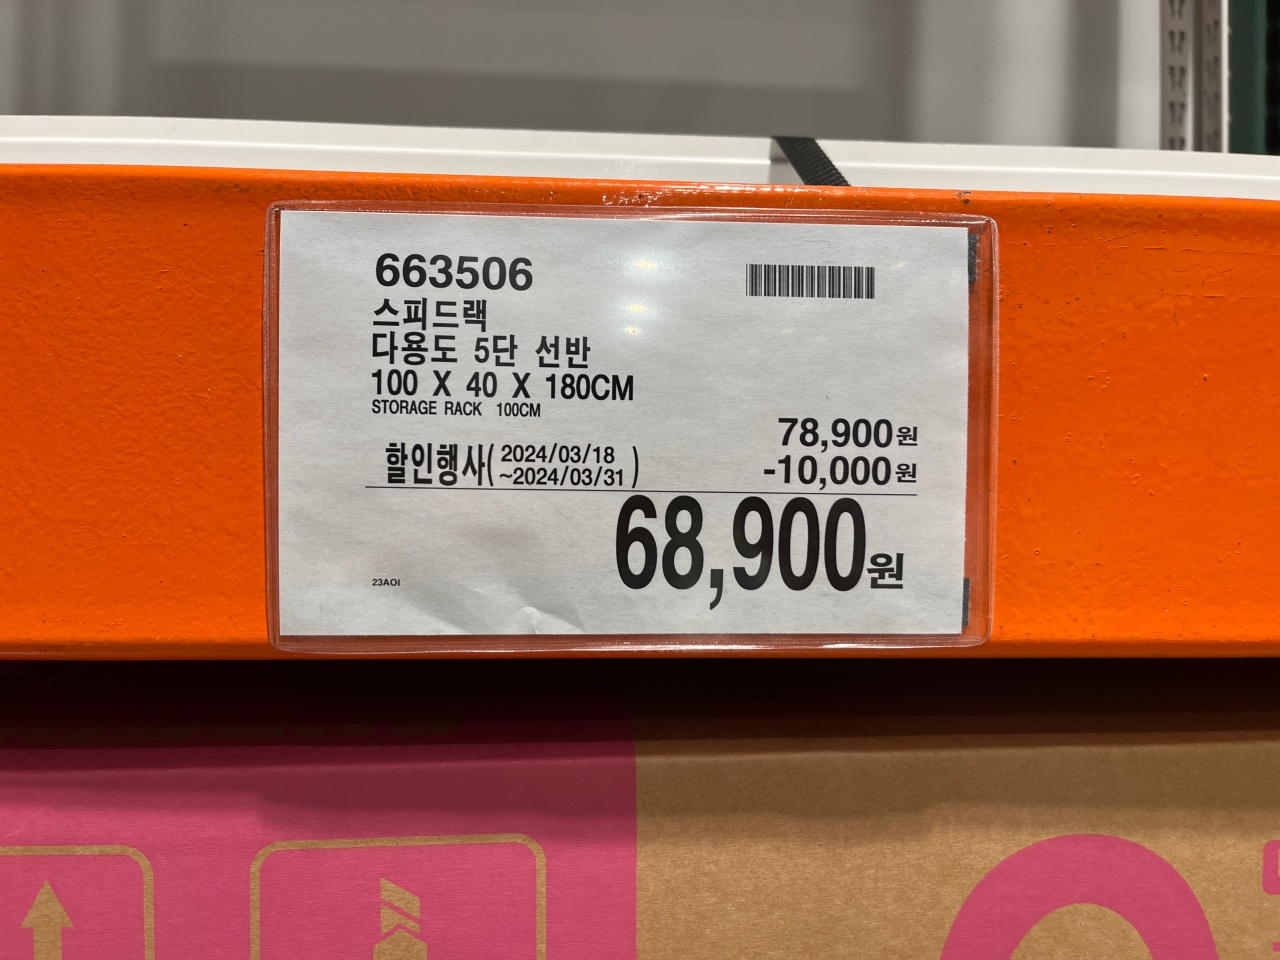 663506
스피드랙
다용도 5단 선반
100 X 40 X 180CM
STORAGE RACK 100CM
78,900원
할인행사( 2024/03/18 ~2024/03/31 ) -10,000원
68,900원
23AOI